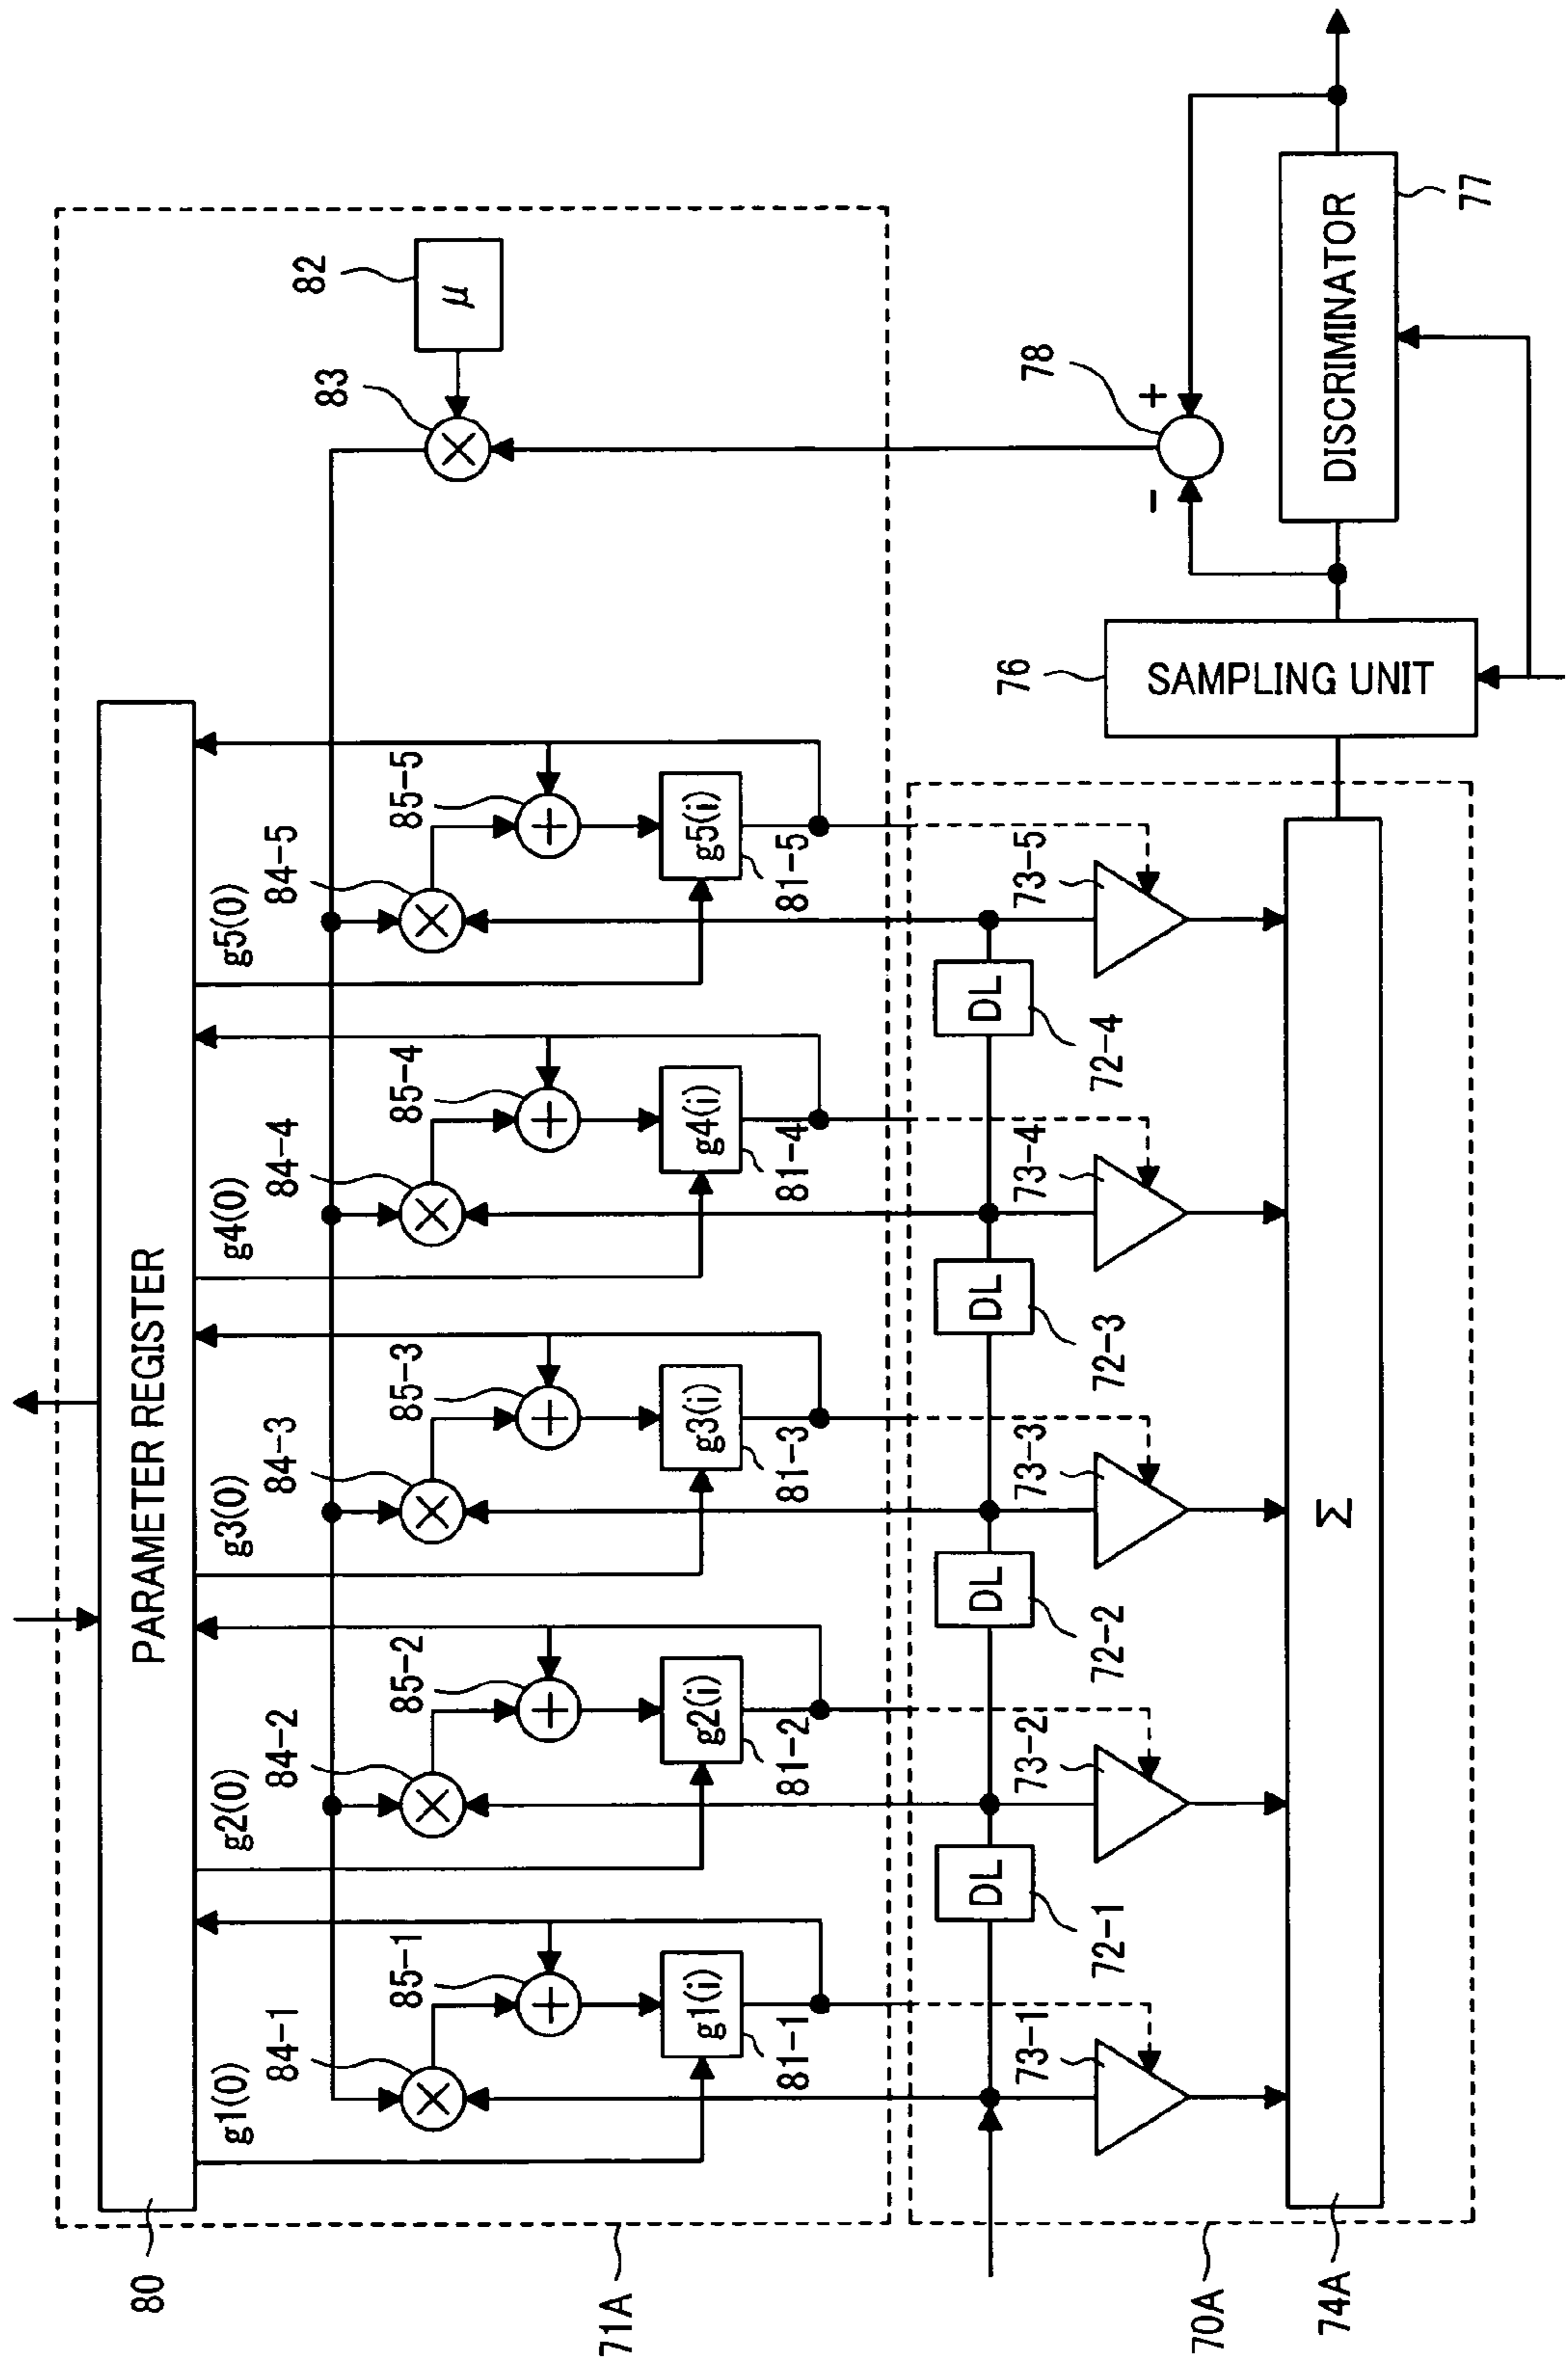 80
PARAMETER REGISTER
g1(0)
g2(0)
g3(0)
g4(0)
g5(0)
84-1
84-2
84-3
84-4
84-5
83
82
μ
85-1
85-2
85-3
85-4
85-5
g1(i)
g2(i)
g3(i)
g4(i)
g5(i)
81-1
81-2
81-3
81-4
81-5
71A
DL
DL
DL
DL
72-1
72-2
72-3
72-4
73-1
73-2
73-3
73-4
73-5
76
78
-
+
SAMPLING UNIT
70A
Σ
DISCRIMINATOR
74A
77